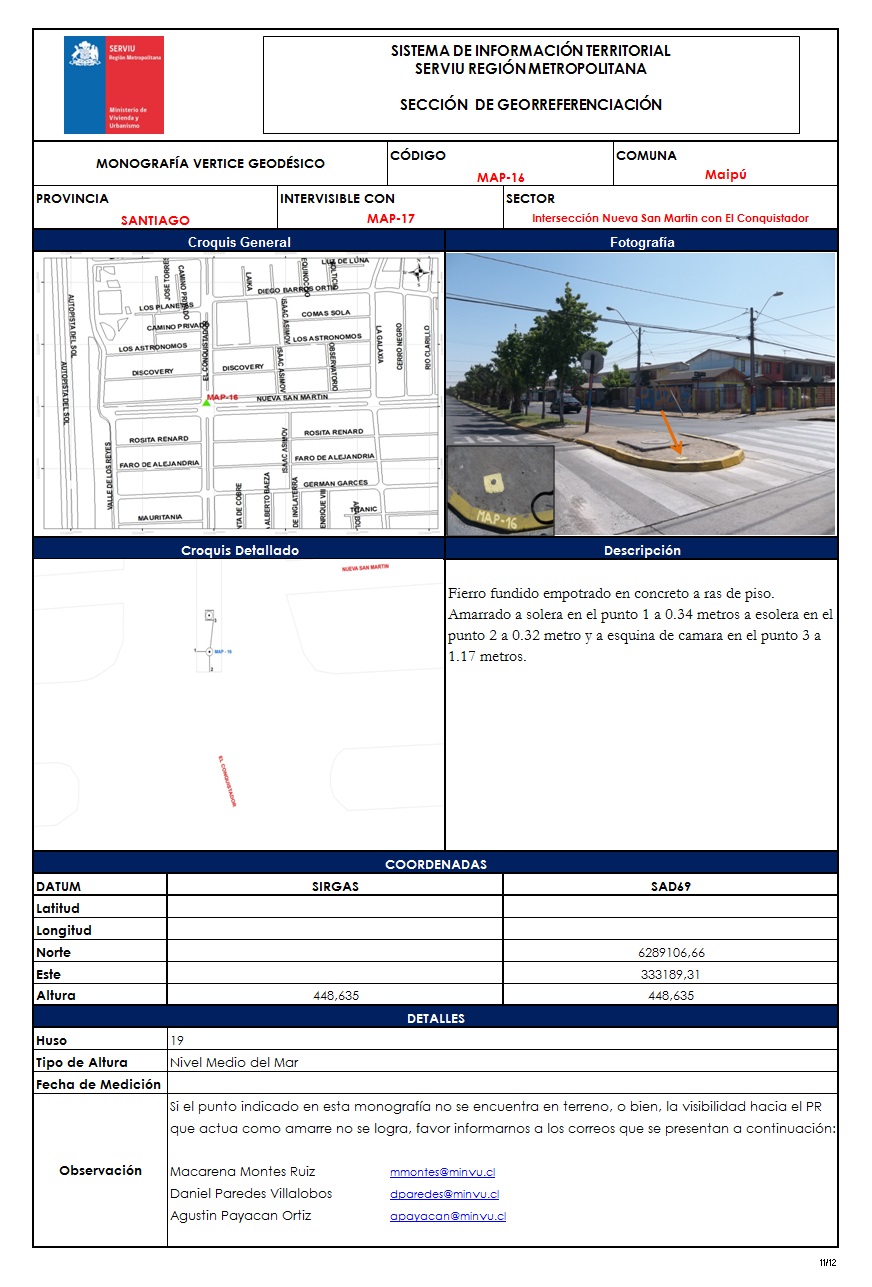 SERVIU
Región Metropolitana
Ministerio de
Vivienda y
Urbanismo
SISTEMA DE INFORMACIÓN TERRITORIAL
SERVIU REGIÓN METROPOLITANA
SECCIÓN DE GEORREFERENCIACIÓN
MONOGRAFÍA VERTICE GEODÉSICO
CÓDIGO
MAP-16
COMUNA
Maipú
PROVINCIA
SANTIAGO
INTERVISIBLE CON
MAP-17
SECTOR
Intersección Nueva San Martin con El Conquistador
Croquis General
Fotografía
AUTOPISTA DEL SOL
AUTOPISTA DEL SOL
JOSE TORRES
CAMINO PRIVADO
LAIKA
EQUINOCCIO
LUZ DE LUNA
DIEGO BARROS ORTIZ
LOS PLANETAS
CAMINO PRIVADO
ISAAC ASIMOV
COMAS SOLA
LOS ASTRONOMOS
LOS ASTRONOMOS
EL CONQUISTADOR
ISAAC ASIMOV
OBSERVATORIO
LA GALAXIA
CERRO NEGRO
RIO CLARILLO
DISCOVERY
DISCOVERY
MAP-16
NUEVA SAN MARTIN
VALLE DE LOS REYES
ROSITA RENARD
ROSITA RENARD
ISAAC ASIMOV
FARO DE ALEJANDRIA
FARO DE ALEJANDRIA
GERMAN GARCES
TA DE COBRE
ALBERTO BAEZA
DE INGLATERRA
ENRIQUE VIII
TITANIC
MAURITANIA
MAP-16
Croquis Detallado
Descripción
NUEVA SAN MARTIN
3
1
MAP - 16
2
EL CONQUISTADOR
Fierro fundido empotrado en concreto a ras de piso.
Amarrado a solera en el punto 1 a 0.34 metros a esolera en el
punto 2 a 0.32 metro y a esquina de camara en el punto 3 a
1.17 metros.
COORDENADAS
DATUM SIRGAS SAD69
Latitud
Longitud
Norte 6289106,66
Este 333189,31
Altura 448,635 448,635
DETALLES
Huso 19
Tipo de Altura Nivel Medio del Mar
Fecha de Medición
Observación
Si el punto indicado en esta monografía no se encuentra en terreno, o bien, la visibilidad hacia el PR
que actua como amarre no se logra, favor informarnos a los correos que se presentan a continuación:
Macarena Montes Ruiz mmontes@minvu.cl
Daniel Paredes Villalobos dparedes@minvu.cl
Agustin Payacan Ortiz apayacan@minvu.cl
11/12